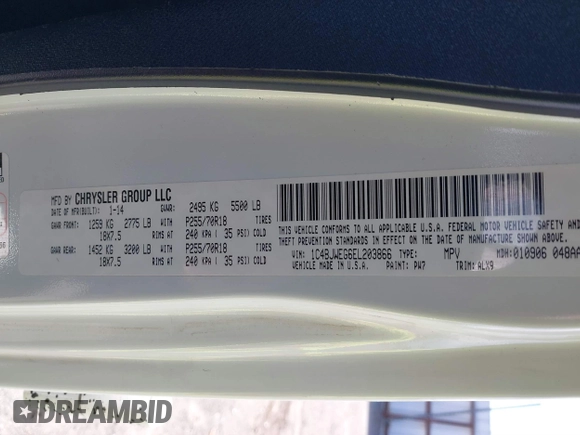 MFD BY CHRYSLER GROUP LLC
DATE OF MFR(BUILT): 1-14 GVWR: 2495 KG 5500 LB
GAWR FRONT: 1259 KG 2775 LB WITH P255/70R18 TIRES
18X7.5 RIMS AT 240 KPA ( 35 PSI) COLD
GAWR REAR: 1452 KG 3200 LB WITH P255/70R18 TIRES
18X7.5 RIMS AT 240 KPA ( 35 PSI) COLD
THIS VEHICLE CONFORMS TO ALL APPLICABLE U.S.A. FEDERAL MOTOR VEHICLE SAFETY AND
THEFT PREVENTION STANDARDS IN EFFECT ON THE DATE OF MANUFACTURE SHOWN ABOVE.
VIN: 1C4BJWEG6EL203866 TYPE: MPV MDH: 010906 048AA
VEHICLE MADE IN U.S.A. PAINT: PW7 TRIM: ALX9
DREAMBID